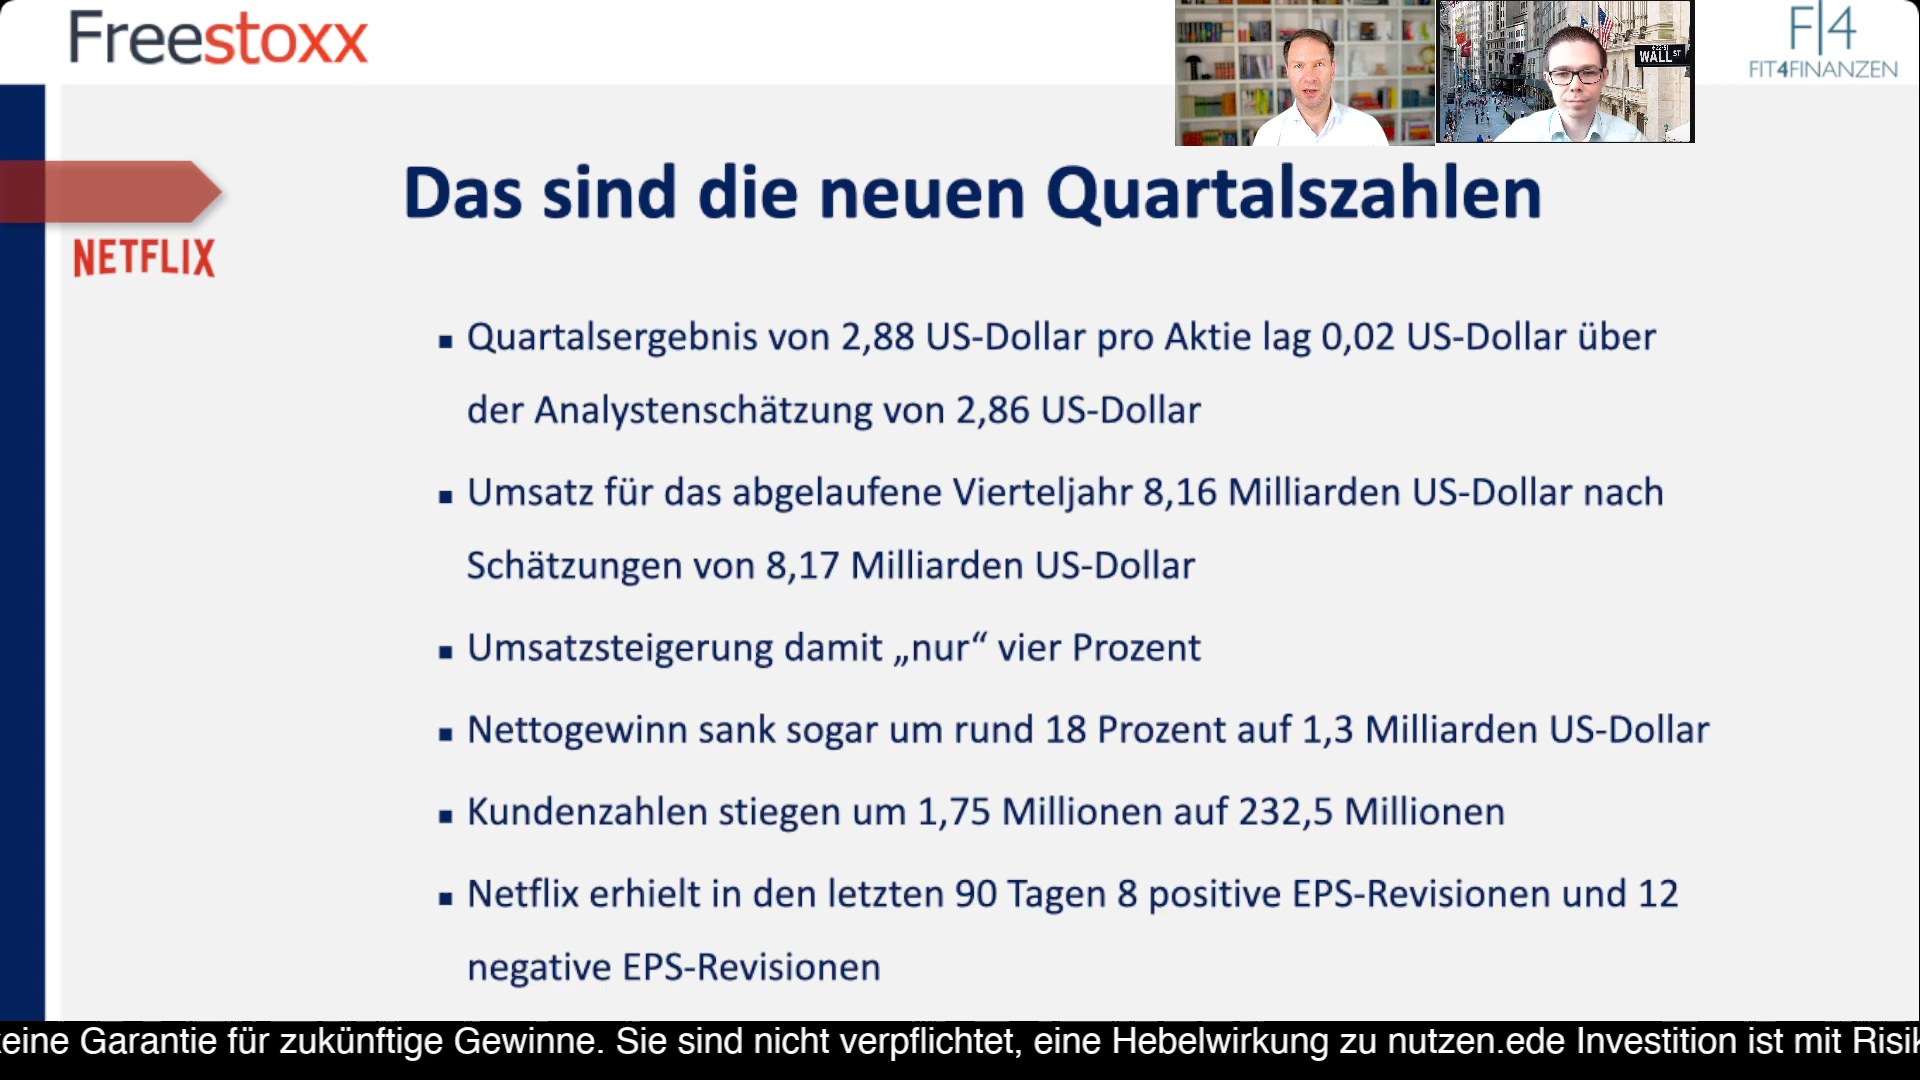 Freestoxx
WALL ST
F|4
FIT4FINANZEN
Das sind die neuen Quartalszahlen
NETFLIX
▪ Quartalsergebnis von 2,88 US-Dollar pro Aktie lag 0,02 US-Dollar über
der Analystenschätzung von 2,86 US-Dollar
▪ Umsatz für das abgelaufene Vierteljahr 8,16 Milliarden US-Dollar nach
Schätzungen von 8,17 Milliarden US-Dollar
▪ Umsatzsteigerung damit „nur“ vier Prozent
▪ Nettogewinn sank sogar um rund 18 Prozent auf 1,3 Milliarden US-Dollar
▪ Kundenzahlen stiegen um 1,75 Millionen auf 232,5 Millionen
▪ Netflix erhielt in den letzten 90 Tagen 8 positive EPS-Revisionen und 12
negative EPS-Revisionen
keine Garantie für zukünftige Gewinne. Sie sind nicht verpflichtet, eine Hebelwirkung zu nutzen.ede Investition ist mit Risik